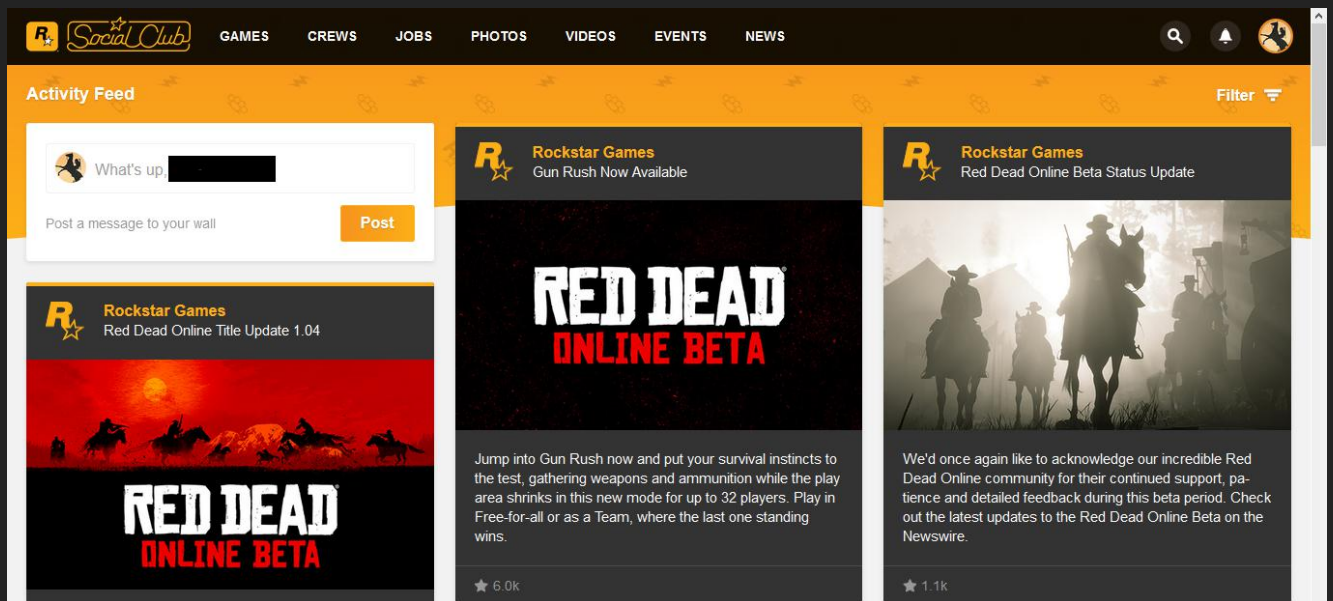 R Social Club GAMES CREWS JOBS PHOTOS VIDEOS EVENTS NEWS
Activity Feed
Filter
What's up,
Post a message to your wall
Post
Rockstar Games
Red Dead Online Title Update 1.04
RED DEAD
ONLINE BETA
R
Rockstar Games
Gun Rush Now Available
RED DEAD
ONLINE BETA
Jump into Gun Rush now and put your survival instincts to
the test, gathering weapons and ammunition while the play
area shrinks in this new mode for up to 32 players. Play in
Free-for-all or as a Team, where the last one standing
wins.
6.0k
R
Rockstar Games
Red Dead Online Beta Status Update
We'd once again like to acknowledge our incredible Red
Dead Online community for their continued support, pa-
tience and detailed feedback during this beta period. Check
out the latest updates to the Red Dead Online Beta on the
Newswire.
1.1k